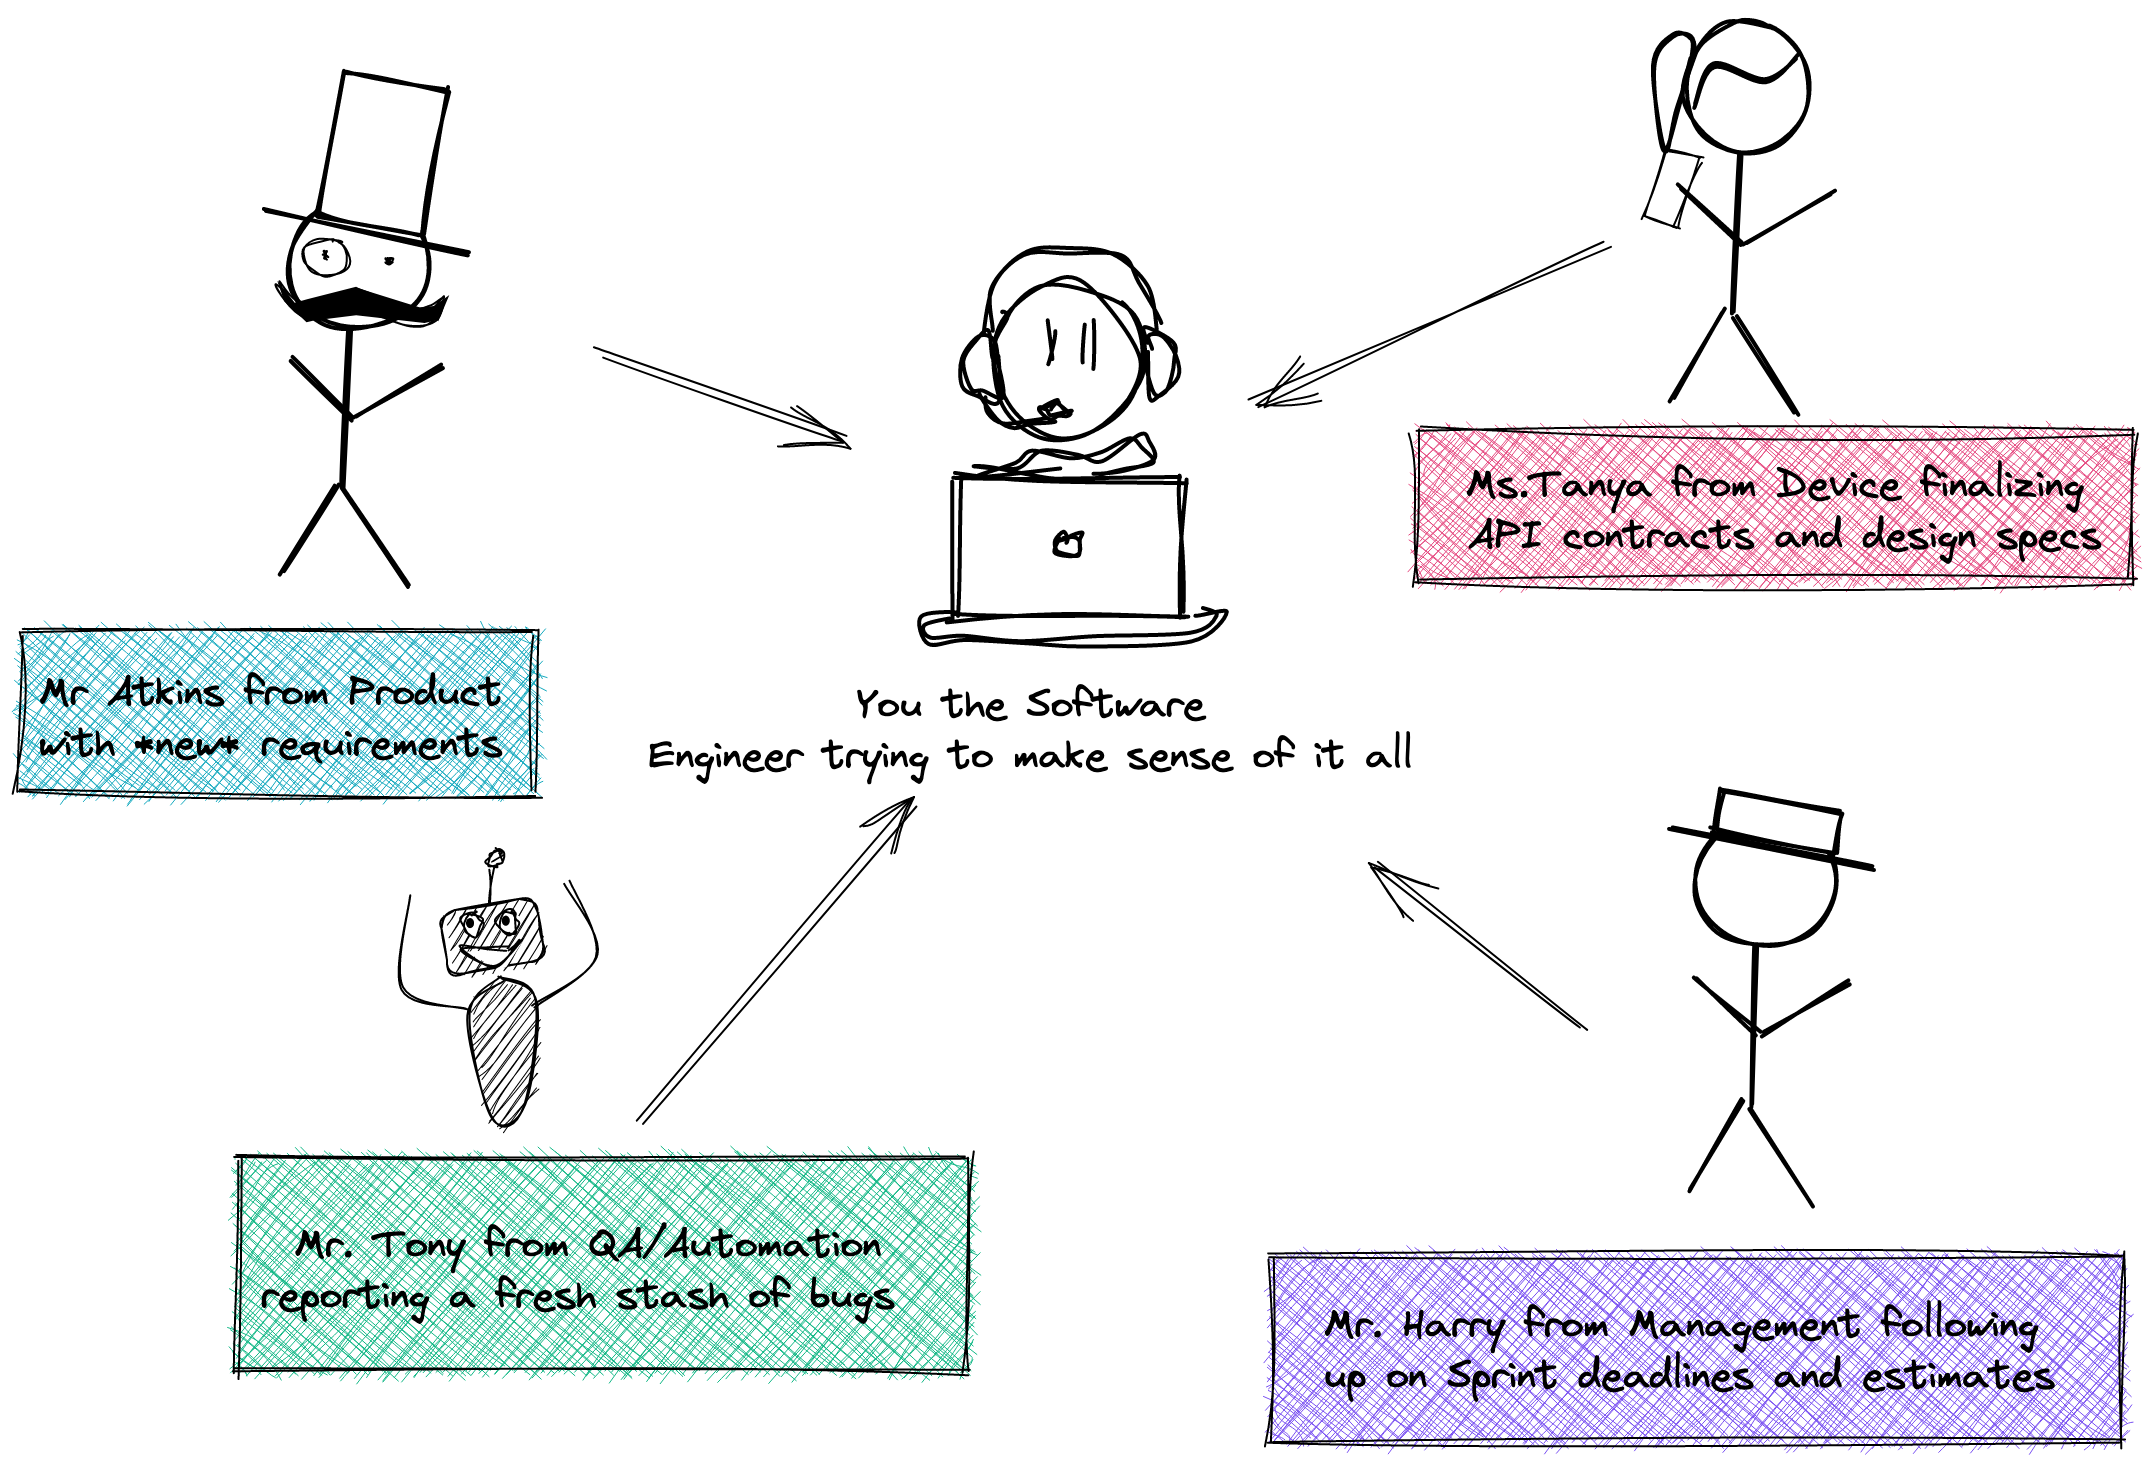 Ms.Tanya from Device finalizing
API contracts and design specs
Mr Atkins from Product
with *new* requirements
You the Software
Engineer trying to make sense of it all
Mr. Tony from QA/Automation
reporting a fresh stash of bugs
Mr. Harry from Management following
up on Sprint deadlines and estimates